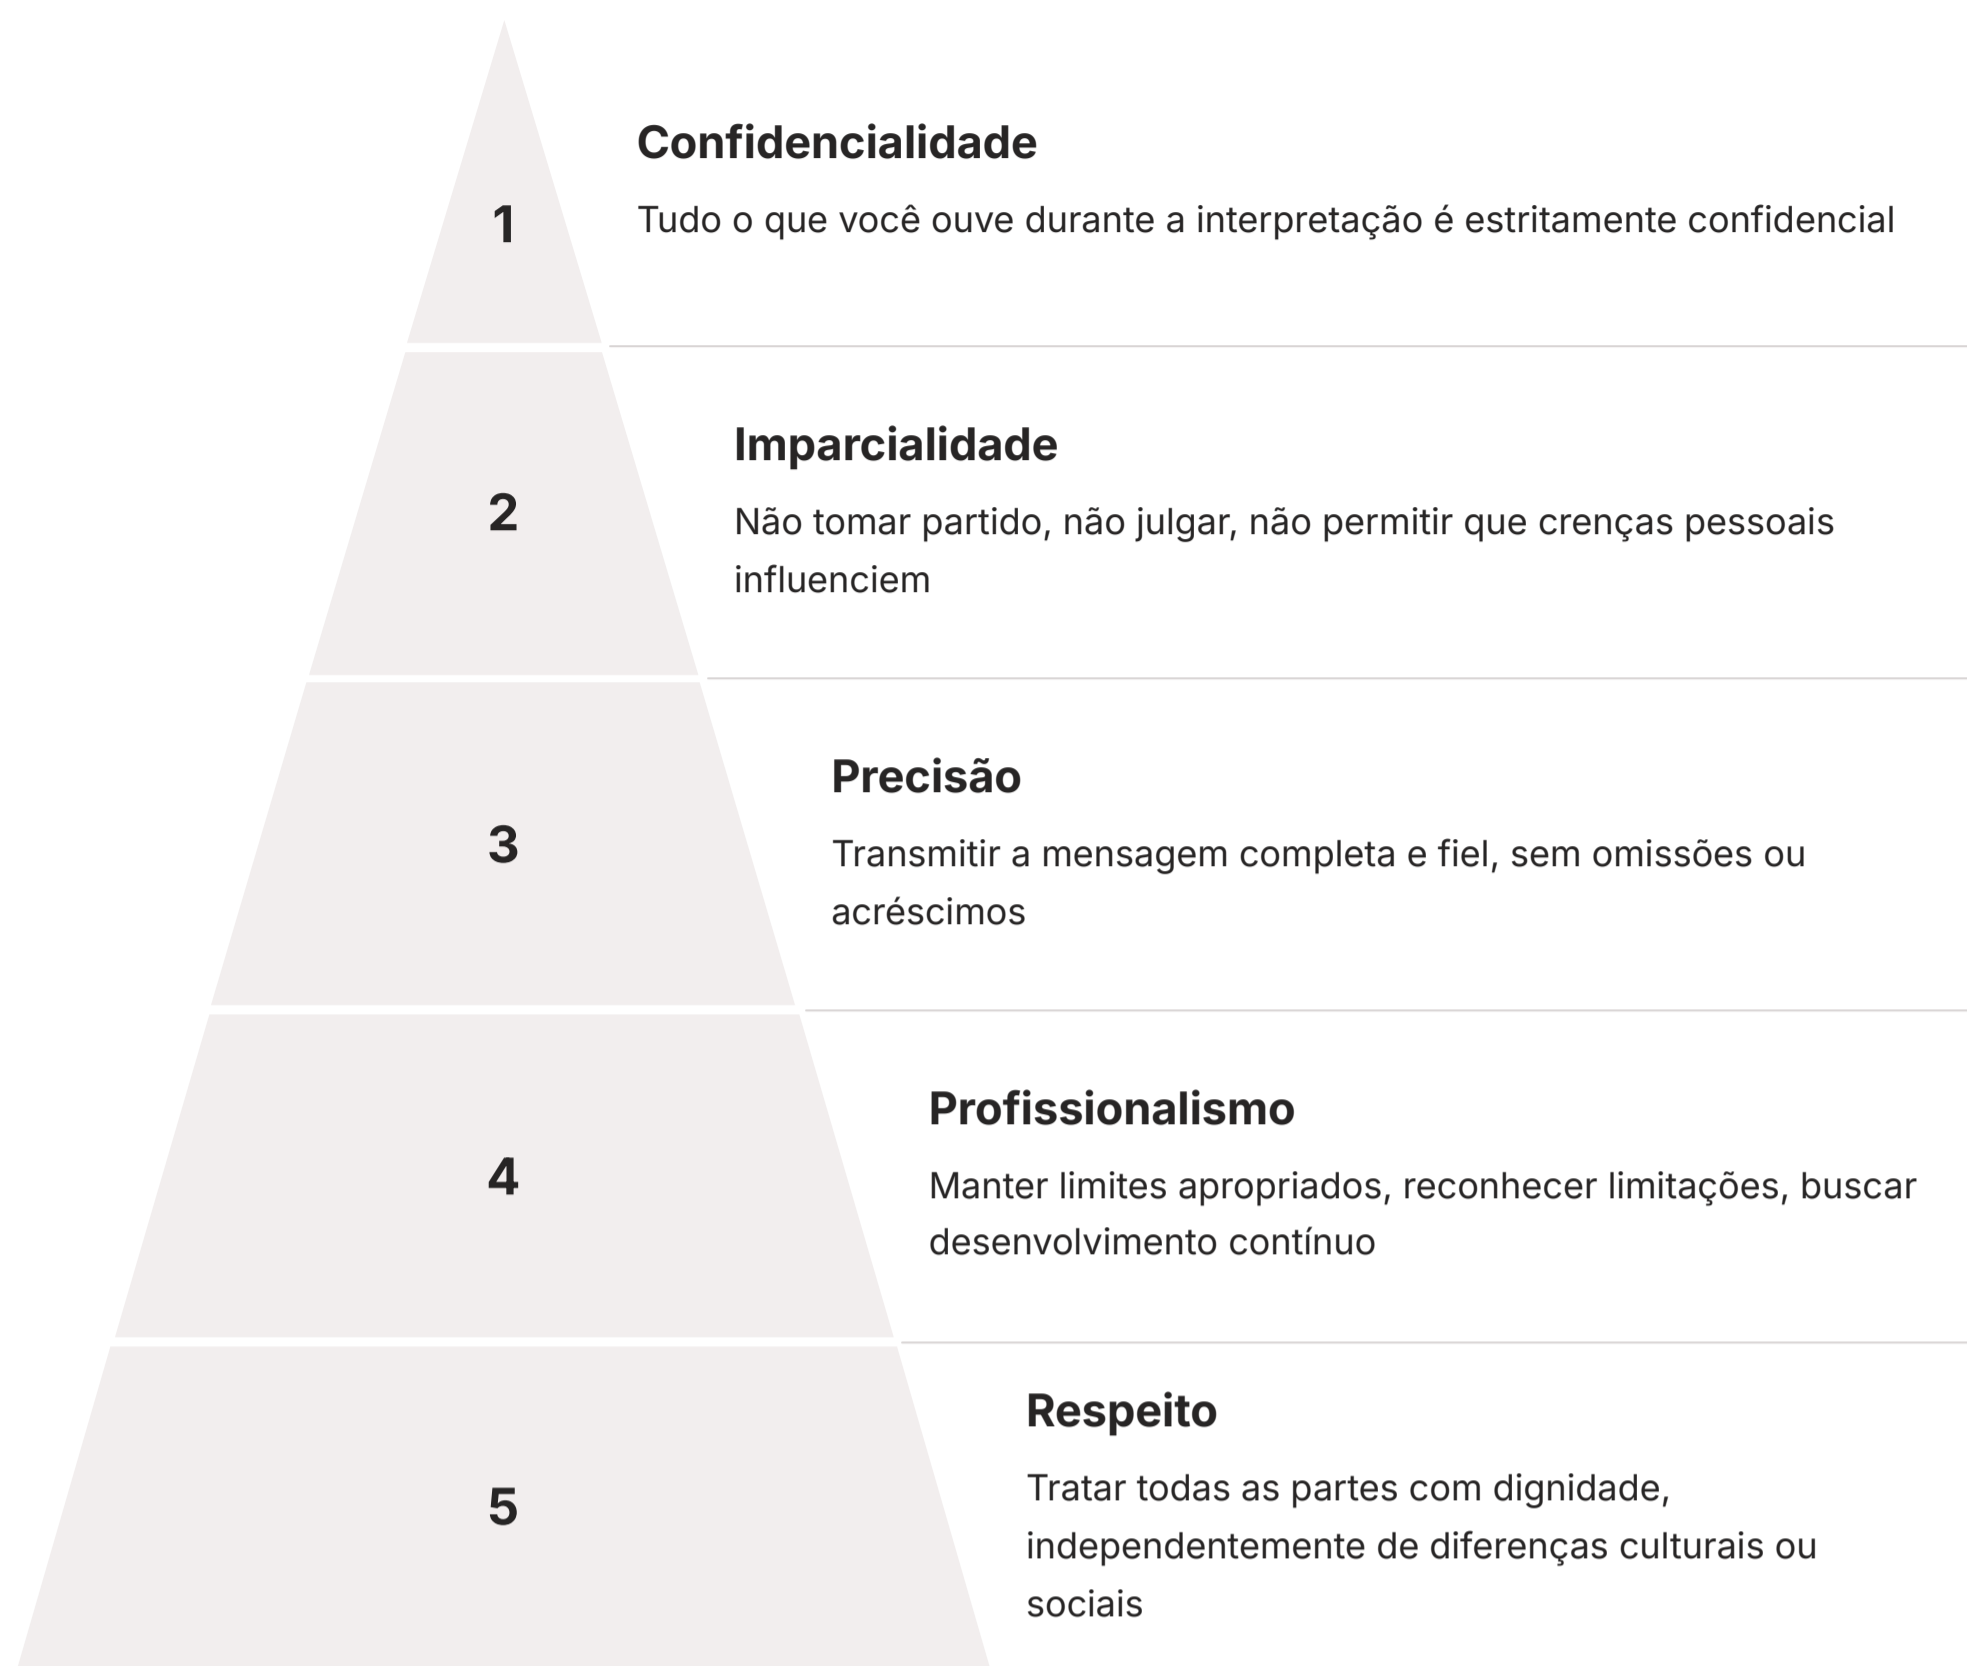 1
Confidencialidade
Tudo o que você ouve durante a interpretação é estritamente confidencial
2
Imparcialidade
Não tomar partido, não julgar, não permitir que crenças pessoais
influenciem
3
Precisão
Transmitir a mensagem completa e fiel, sem omissões ou
acréscimos
4
Profissionalismo
Manter limites apropriados, reconhecer limitações, buscar
desenvolvimento contínuo
5
Respeito
Tratar todas as partes com dignidade,
independentemente de diferenças culturais ou
sociais